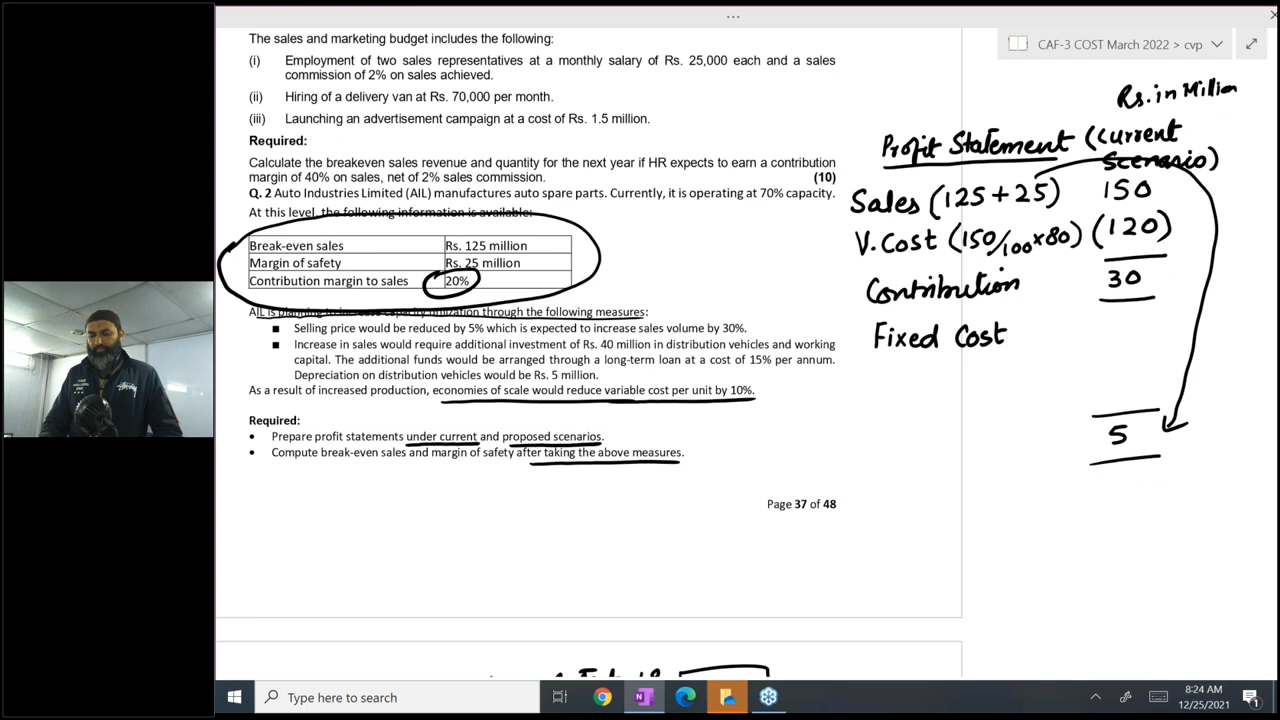 The sales and marketing budget includes the following:
(i) Employment of two sales representatives at a monthly salary of Rs. 25,000 each and a sales
commission of 2% on sales achieved.
(ii) Hiring of a delivery van at Rs. 70,000 per month.
(iii) Launching an advertisement campaign at a cost of Rs. 1.5 million.
Required:
Calculate the breakeven sales revenue and quantity for the next year if HR expects to earn a contribution
margin of 40% on sales, net of 2% sales commission. (10)
Q. 2 Auto Industries Limited (AIL) manufactures auto spare parts. Currently, it is operating at 70% capacity.
At this level, the following information is available:
Break-even sales Rs. 125 million
Margin of safety Rs. 25 million
Contribution margin to sales 20%
AIL is planning to increase capacity utilization through the following measures:
■ Selling price would be reduced by 5% which is expected to increase sales volume by 30%.
■ Increase in sales would require additional investment of Rs. 40 million in distribution vehicles and working
capital. The additional funds would be arranged through a long-term loan at a cost of 15% per annum.
Depreciation on distribution vehicles would be Rs. 5 million.
As a result of increased production, economies of scale would reduce variable cost per unit by 10%.
Required:
• Prepare profit statements under current and proposed scenarios.
• Compute break-even sales and margin of safety after taking the above measures.
Page 37 of 48
CAF-3 COST March 2022 > cvp
Rs. in Million
Profit Statement (Current
Scenario)
Sales (125 + 25) 150
V. Cost (150/100 × 80) (120)
Contribution 30
Fixed Cost
5
Type here to search
8:24 AM
12/25/2021
1